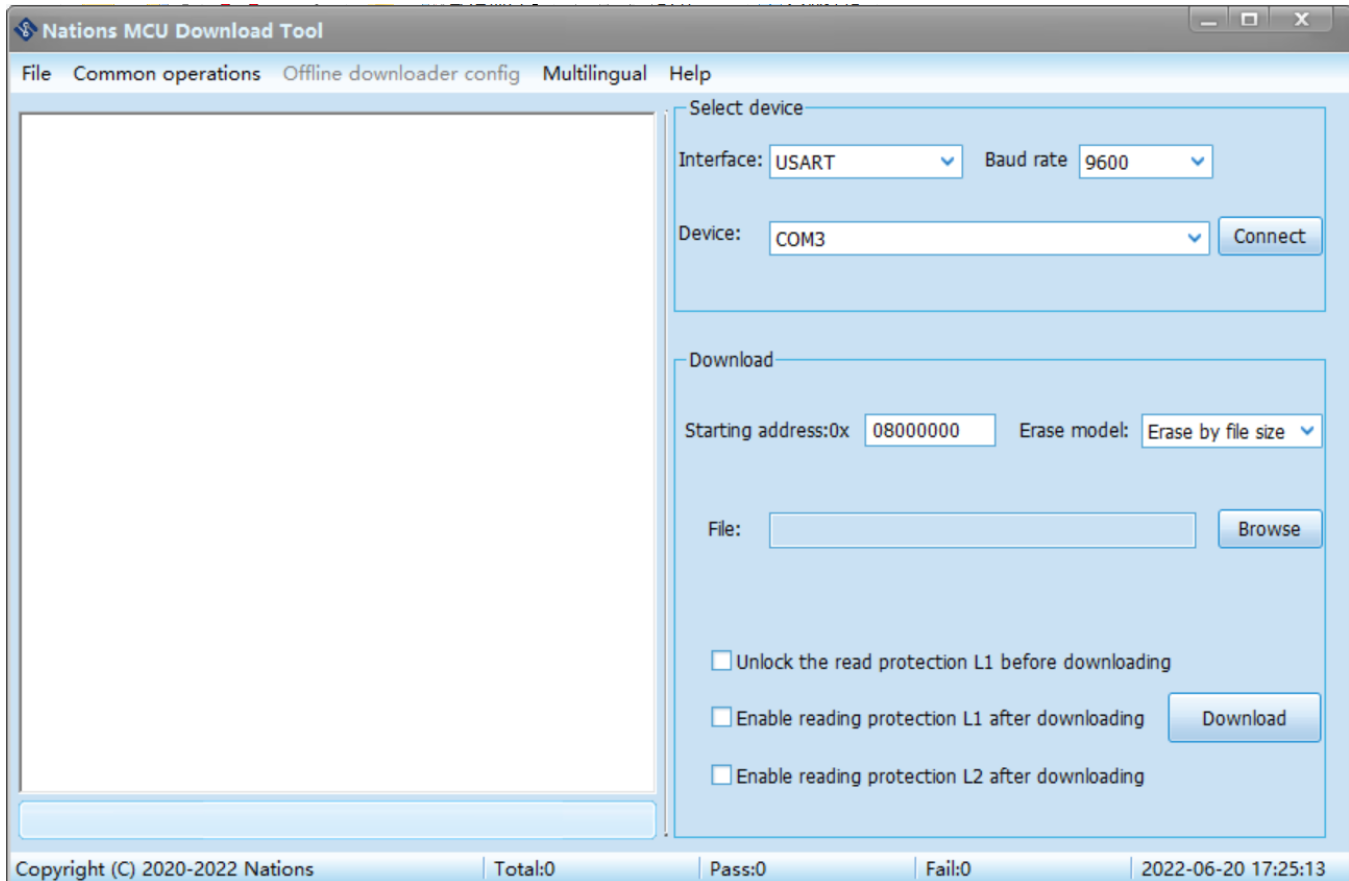 Nations MCU Download Tool
File Common operations Offline downloader config Multilingual Help
Select device
Interface: USART Baud rate 9600
Device: COM3 Connect
Download
Starting address:0x 08000000 Erase model: Erase by file size
File: Browse
Unlock the read protection L1 before downloading
Enable reading protection L1 after downloading Download
Enable reading protection L2 after downloading
Copyright (C) 2020-2022 Nations Total:0 Pass:0 Fail:0 2022-06-20 17:25:13